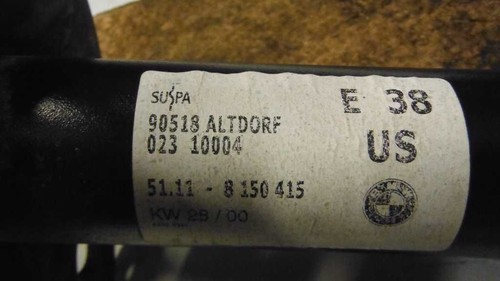 SUSPA
E 38
90518 ALTDORF
023 10004
US
51.11 - 8 150 415
KW 28 / 00